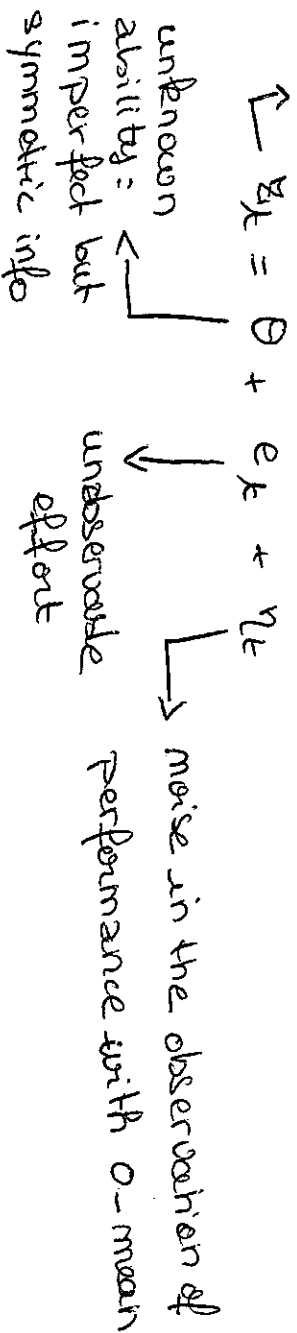 z_t = θ + e_t + η_t
unknown
ability:
imperfect but
symmetric info
unobservable
effort
noise in the observation of
performance with 0-mean